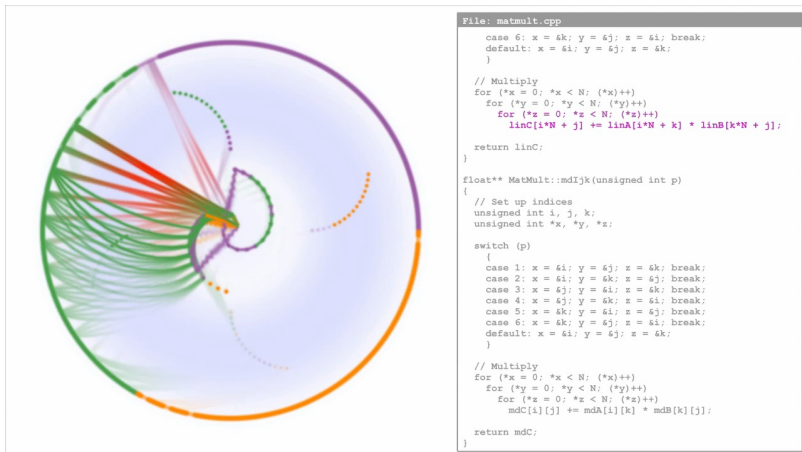 File: matmult.cpp
case 6: x = &k; y = &j; z = &i; break;
default: x = &i; y = &j; z = &k;
}
// Multiply
for (*x = 0; *x < N; (*x)++)
for (*y = 0; *y < N; (*y)++)
for (*z = 0; *z < N; (*z)++)
linC[i*N + j] += linA[i*N + k] * linB[k*N + j];
return linC;
}
float** MatMult::mdIjk(unsigned int p)
{
// Set up indices
unsigned int i, j, k;
unsigned int *x, *y, *z;
switch (p)
{
case 1: x = &i; y = &j; z = &k; break;
case 2: x = &i; y = &k; z = &j; break;
case 3: x = &j; y = &i; z = &k; break;
case 4: x = &j; y = &k; z = &i; break;
case 5: x = &k; y = &i; z = &j; break;
case 6: x = &k; y = &j; z = &i; break;
default: x = &i; y = &j; z = &k;
}
// Multiply
for (*x = 0; *x < N; (*x)++)
for (*y = 0; *y < N; (*y)++)
for (*z = 0; *z < N; (*z)++)
mdC[i][j] += mdA[i][k] * mdB[k][j];
return mdC;
}